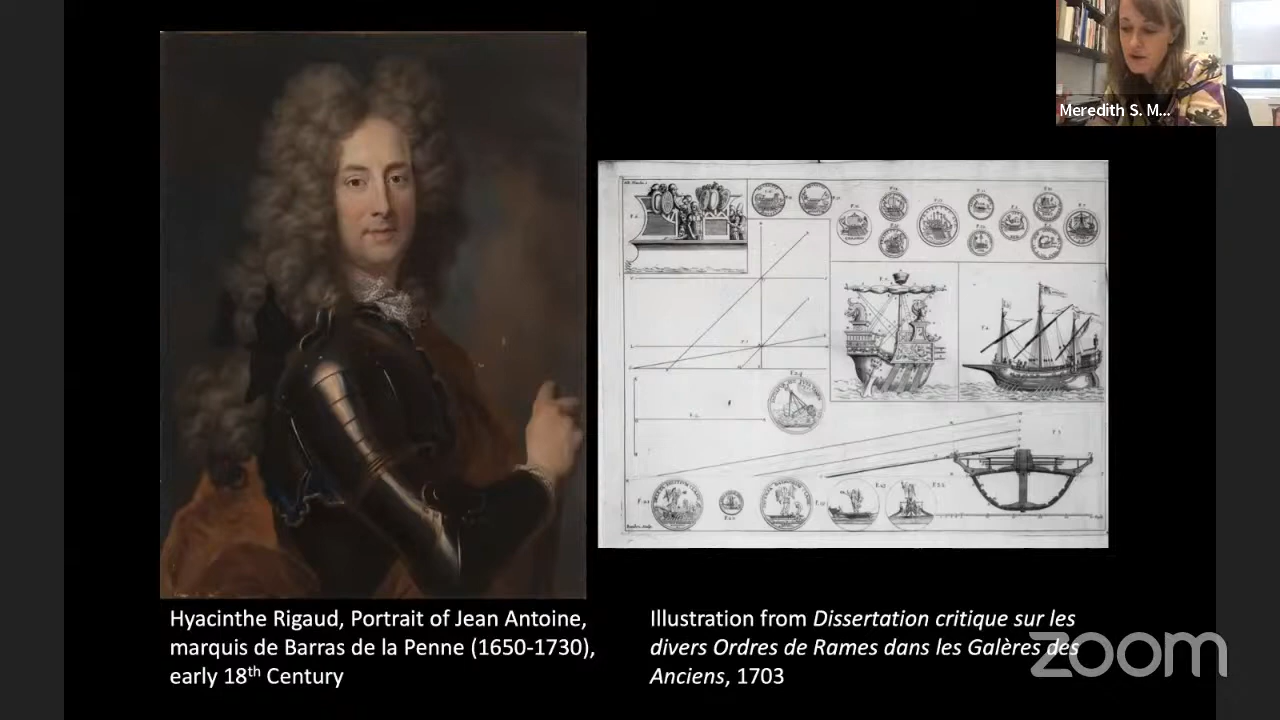 Meredith S. M...
Hyacinthe Rigaud, Portrait of Jean Antoine,
marquis de Barras de la Penne (1650-1730),
early 18th Century
Illustration from Dissertation critique sur les
divers Ordres de Rames dans les Galères des
Anciens, 1703
zoom